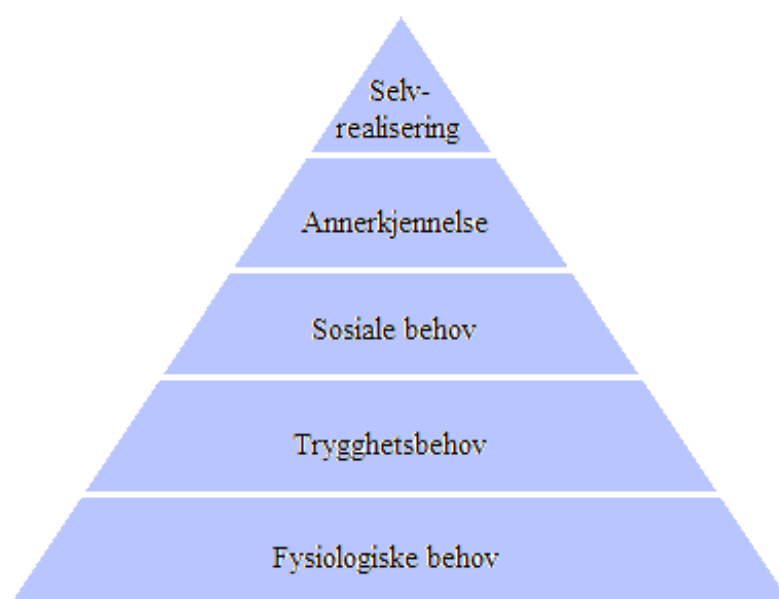 Selv-
realisering
Annerkjennelse
Sosiale behov
Trygghetsbehov
Fysiologiske behov